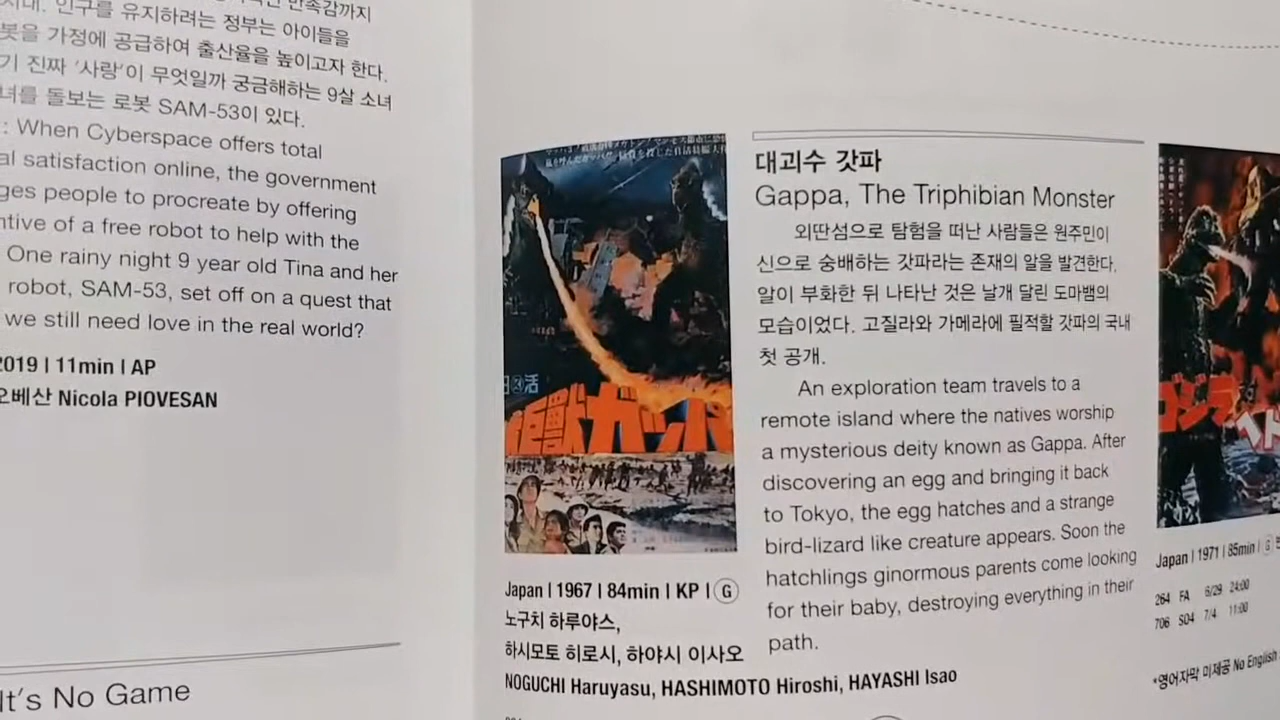 인구를 유지하려는 정부는 아이들을
가정에 공급하여 출산율을 높이고자 한다.
진짜 '사랑'이 무엇일까 궁금해하는 9살 소녀
돌보는 로봇 SAM-53이 있다.
: When Cyberspace offers total
satisfaction online, the government
people to procreate by offering
of a free robot to help with the
One rainy night 9 year old Tina and her
robot, SAM-53, set off on a quest that
we still need love in the real world?
2019 | 11min | AP
Nicola PIOVESAN
It's No Game
ガッパ
Japan | 1967 | 84min | KP | G
노구치 하루야스,
하시모토 히로시, 하야시 이사오
NOGUCHI Haruyasu, HASHIMOTO Hiroshi, HAYASHI Isao
대괴수 갓파
Gappa, The Triphibian Monster
외딴섬으로 탐험을 떠난 사람들은 원주민이
신으로 숭배하는 갓파라는 존재의 알을 발견한다.
알이 부화한 뒤 나타난 것은 날개 달린 도마뱀의
모습이었다. 고질라와 가메라에 필적할 갓파의 국내
첫 공개.
An exploration team travels to a
remote island where the natives worship
a mysterious deity known as Gappa. After
discovering an egg and bringing it back
to Tokyo, the egg hatches and a strange
bird-lizard like creature appears. Soon the
hatchlings ginormous parents come looking
for their baby, destroying everything in their
path.
ゴジラ
Japan | 1971 | 85min | G
264 FA 6/29 24:00
706 S04 7/4 11:00
*영어자막 미제공 No English